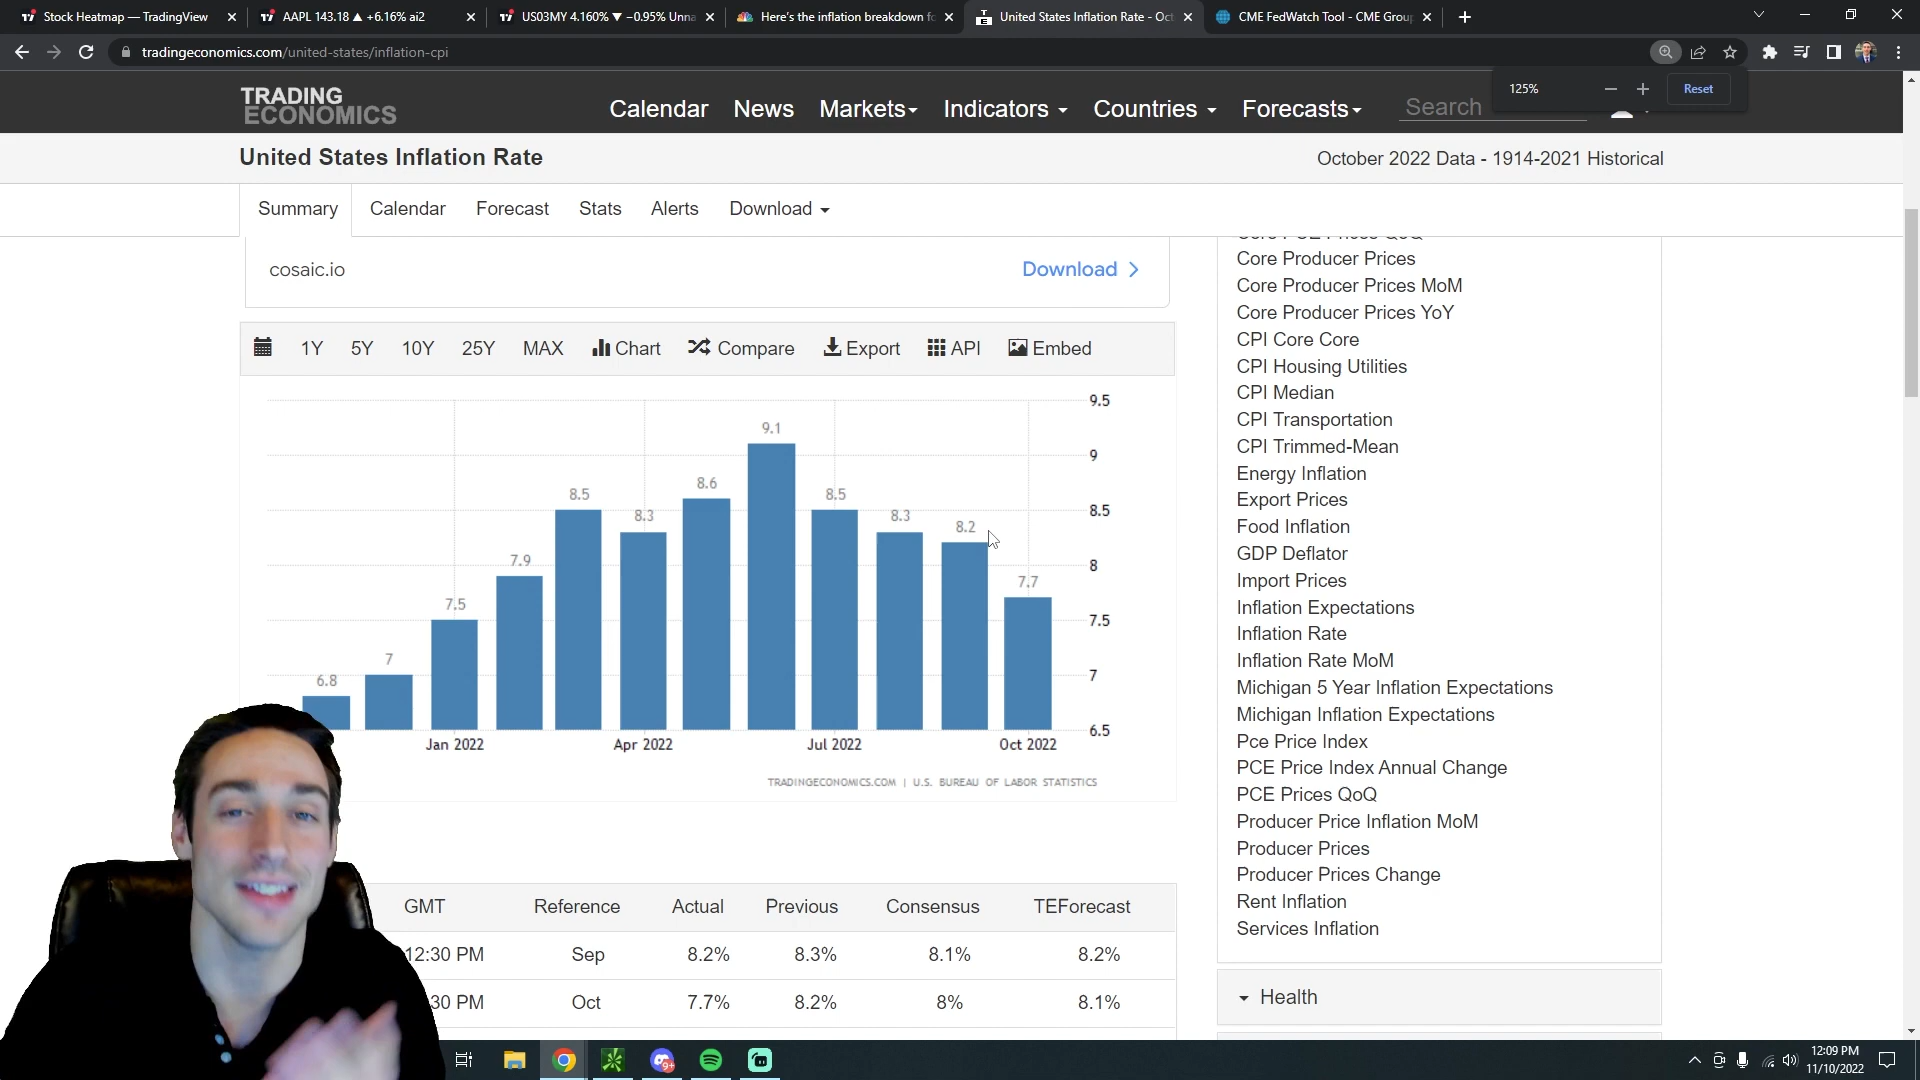 Stock Heatmap — TradingView
AAPL 143.18 ▲ +6.16% ai2
US03MY 4.160% ▼ −0.95% Unna
Here's the inflation breakdown fo
United States Inflation Rate - Oct
CME FedWatch Tool - CME Group
tradingeconomics.com/united-states/inflation-cpi
125%
Reset
TRADING
ECONOMICS
Calendar News Markets Indicators Countries Forecasts Search
United States Inflation Rate
October 2022 Data - 1914-2021 Historical
Summary Calendar Forecast Stats Alerts Download
cosaic.io
Download
1Y 5Y 10Y 25Y MAX Chart Compare Export API Embed
9.5
9
8.5
8
7.5
7
6.5
6.8
7
7.5
7.9
8.5
8.3
8.6
9.1
8.5
8.3
8.2
7.7
Jan 2022
Apr 2022
Jul 2022
Oct 2022
TRADINGECONOMICS.COM | U.S. BUREAU OF LABOR STATISTICS
GMT Reference Actual Previous Consensus TEForecast
12:30 PM Sep 8.2% 8.3% 8.1% 8.2%
30 PM Oct 7.7% 8.2% 8% 8.1%
Core PCE Prices QoQ
Core Producer Prices
Core Producer Prices MoM
Core Producer Prices YoY
CPI Core Core
CPI Housing Utilities
CPI Median
CPI Transportation
CPI Trimmed-Mean
Energy Inflation
Export Prices
Food Inflation
GDP Deflator
Import Prices
Inflation Expectations
Inflation Rate
Inflation Rate MoM
Michigan 5 Year Inflation Expectations
Michigan Inflation Expectations
Pce Price Index
PCE Price Index Annual Change
PCE Prices QoQ
Producer Price Inflation MoM
Producer Prices
Producer Prices Change
Rent Inflation
Services Inflation
Health
9+
12:09 PM
11/10/2022